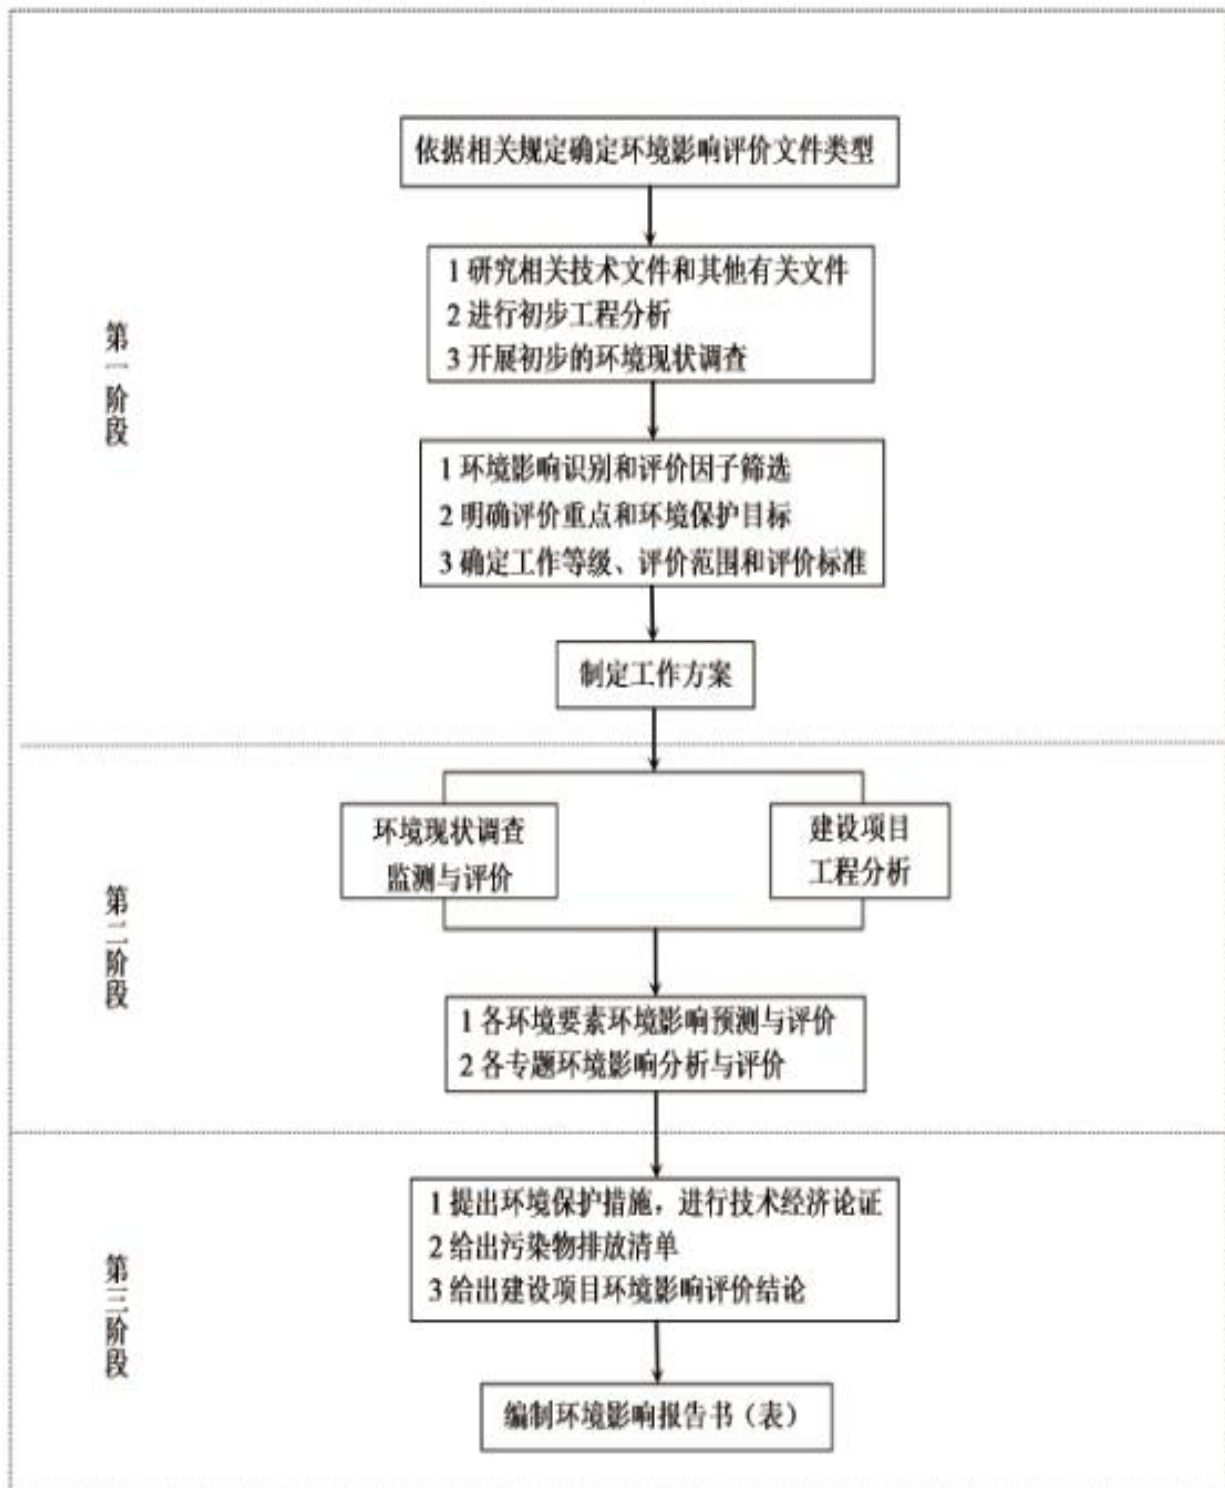 依据相关规定确定环境影响评价文件类型
1 研究相关技术文件和其他有关文件
2 进行初步工程分析
3 开展初步的环境现状调查
第一阶段
1 环境影响识别和评价因子筛选
2 明确评价重点和环境保护目标
3 确定工作等级、评价范围和评价标准
制定工作方案
环境现状调查
监测与评价
建设项目
工程分析
第二阶段
1 各环境要素环境影响预测与评价
2 各专题环境影响分析与评价
1 提出环境保护措施，进行技术经济论证
2 给出污染物排放清单
3 给出建设项目环境影响评价结论
第三阶段
编制环境影响报告书（表）